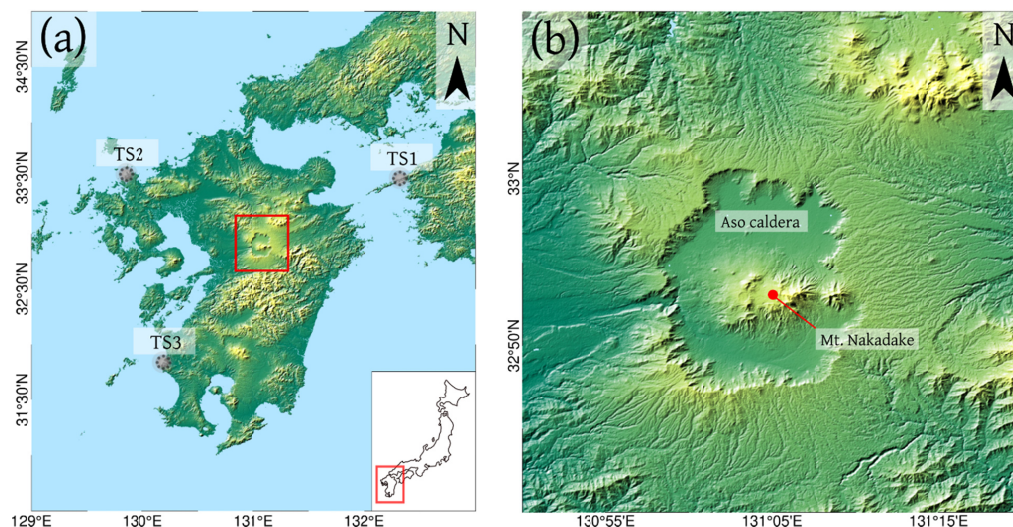 (a)
N
34°30'N
33°30'N
32°30'N
31°30'N
TS2
TS1
TS3
129°E
130°E
131°E
132°E
(b)
N
33°N
32°50'N
Aso caldera
Mt. Nakadake
130°55'E
131°05'E
131°15'E